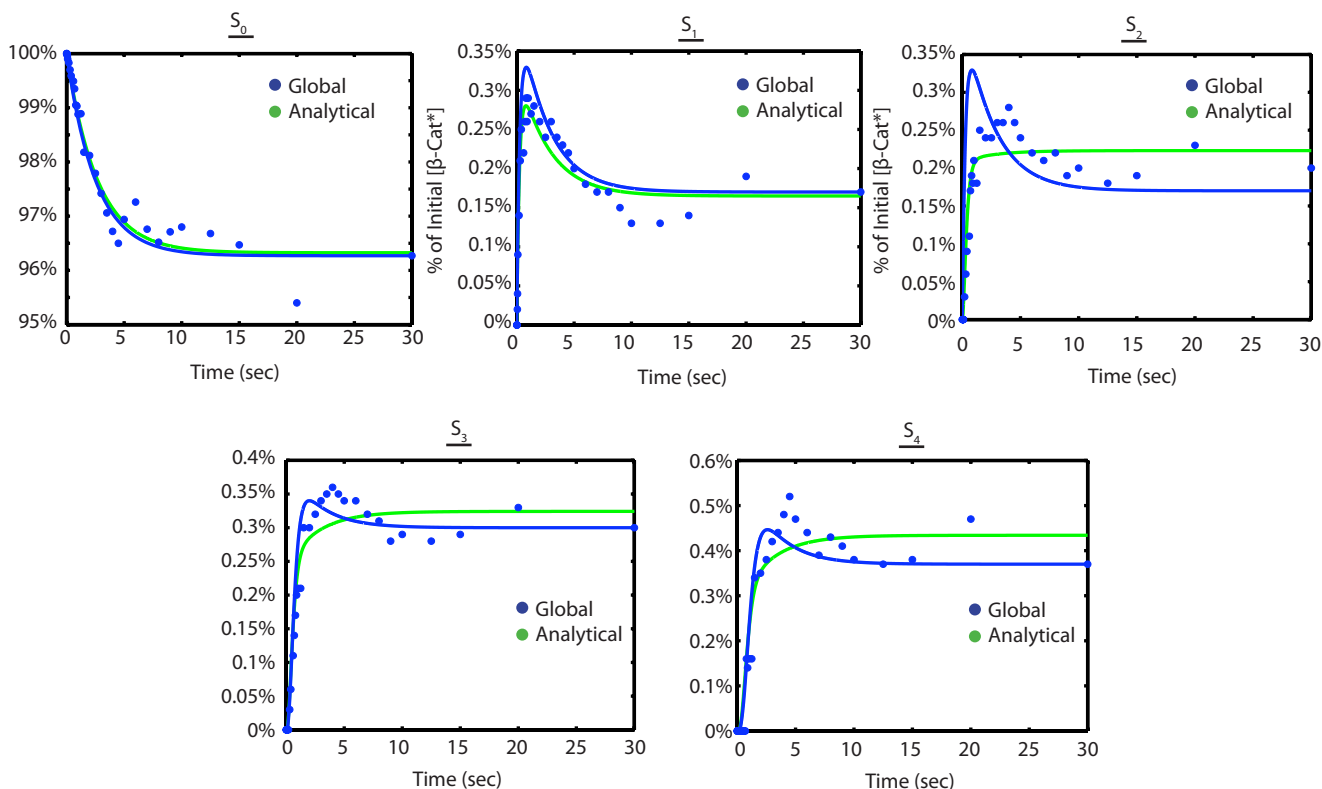 S0
100%
99%
98%
97%
96%
95%
0 5 10 15 20 25 30
Time (sec)
Global
Analytical
S1
% of Initial [β-Cat*]
0.35%
0.3%
0.25%
0.2%
0.15%
0.1%
0.05%
0%
0 5 10 15 20 25 30
Time (sec)
Global
Analytical
S2
% of Initial [β-Cat*]
0.35%
0.3%
0.25%
0.2%
0.15%
0.1%
0.05%
0%
0 5 10 15 20 25 30
Time (sec)
Global
Analytical
S3
0.4%
0.35%
0.3%
0.25%
0.2%
0.15%
0.1%
0.05%
0%
0 5 10 15 20 25 30
Time (sec)
Global
Analytical
S4
0.6%
0.5%
0.4%
0.3%
0.2%
0.1%
0%
0 5 10 15 20 25 30
Time (sec)
Global
Analytical